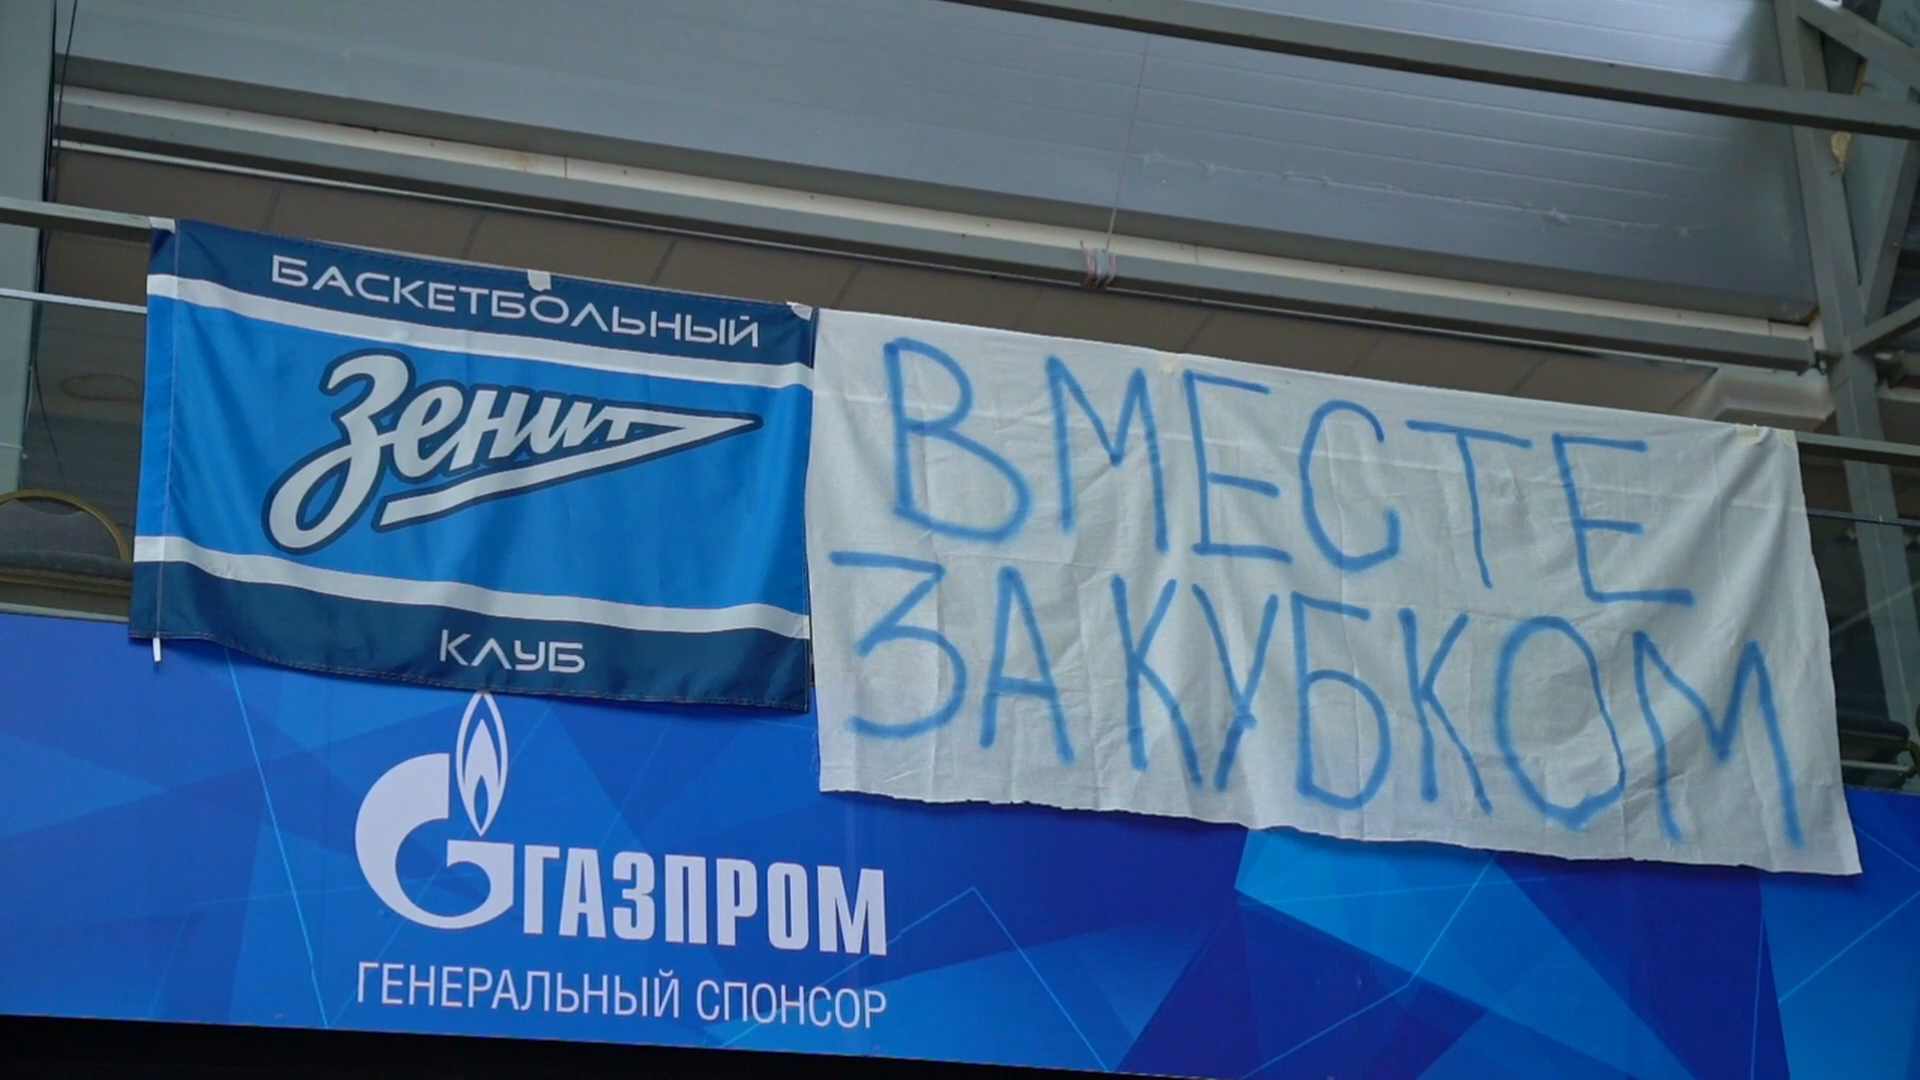 БАСКЕТБОЛЬНЫЙ
Зенит
КЛУБ
ВМЕСТЕ
ЗА КУБКОМ
ГАЗПРОМ
ГЕНЕРАЛЬНЫЙ СПОНСОР